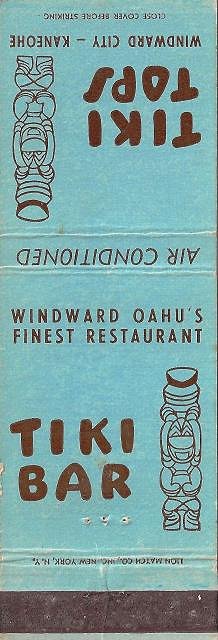 CLOSE COVER BEFORE STRIKING
WINDWARD CITY - KANEOHE
TIKI
TOPS
AIR CONDITIONED
WINDWARD OAHU'S
FINEST RESTAURANT
TIKI
BAR
LION MATCH CO., INC. NEW YORK, N.Y.